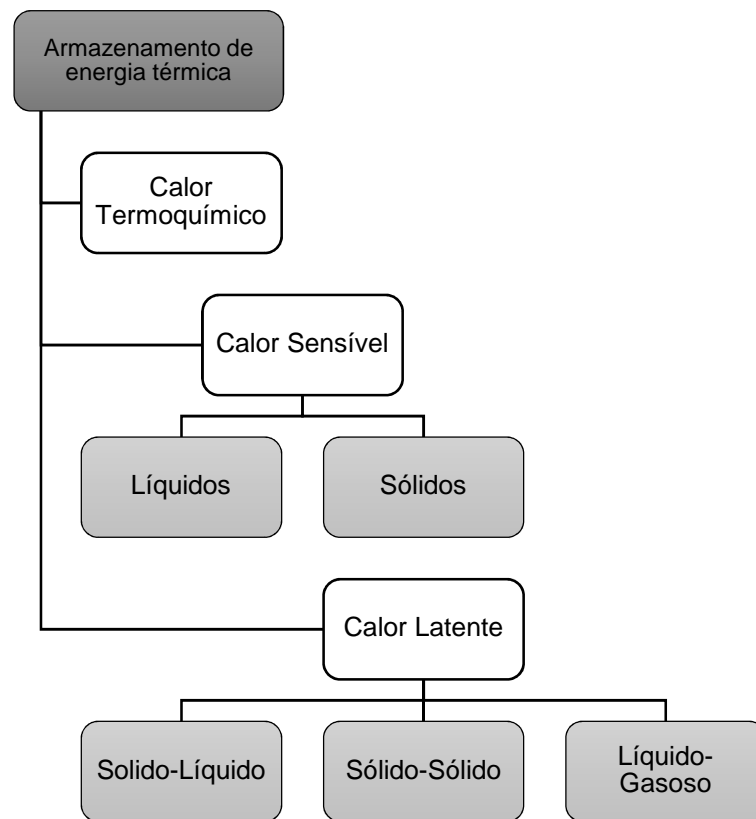 Armazenamento de
energia térmica
Calor
Termoquímico
Calor Sensível
Líquidos
Sólidos
Calor Latente
Solido-Líquido
Sólido-Sólido
Líquido-
Gasoso